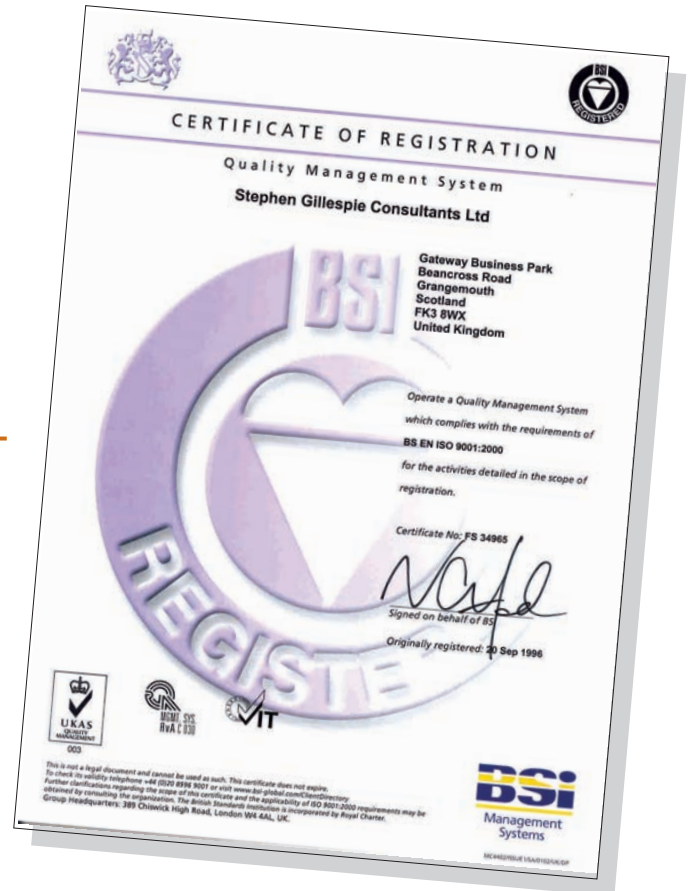 BSI
REGISTERED
CERTIFICATE OF REGISTRATION
Quality Management System
Stephen Gillespie Consultants Ltd
BSI
Gateway Business Park
Beancross Road
Grangemouth
Scotland
FK3 8WX
United Kingdom
Operate a Quality Management System
which complies with the requirements of
BS EN ISO 9001:2000
for the activities detailed in the scope of
registration.
Certificate No: FS 34965
Signed on behalf of BSI
Originally registered: 20 Sep 1996
REGISTE
UKAS
QUALITY
MANAGEMENT
003
MGMT. SYS.
RvA C 030
IT
This is not a legal document and cannot be used as such. This certificate does not expire.
To check its validity telephone +44 (0)20 8996 9001 or visit www.bsi-global.com/ClientDirectory
Further clarifications regarding the scope of this certificate and the applicability of ISO 9001:2000 requirements may be
obtained by consulting the organization. The British Standards Institution is incorporated by Royal Charter.
Group Headquarters: 389 Chiswick High Road, London W4 4AL, UK.
BSi
Management
Systems